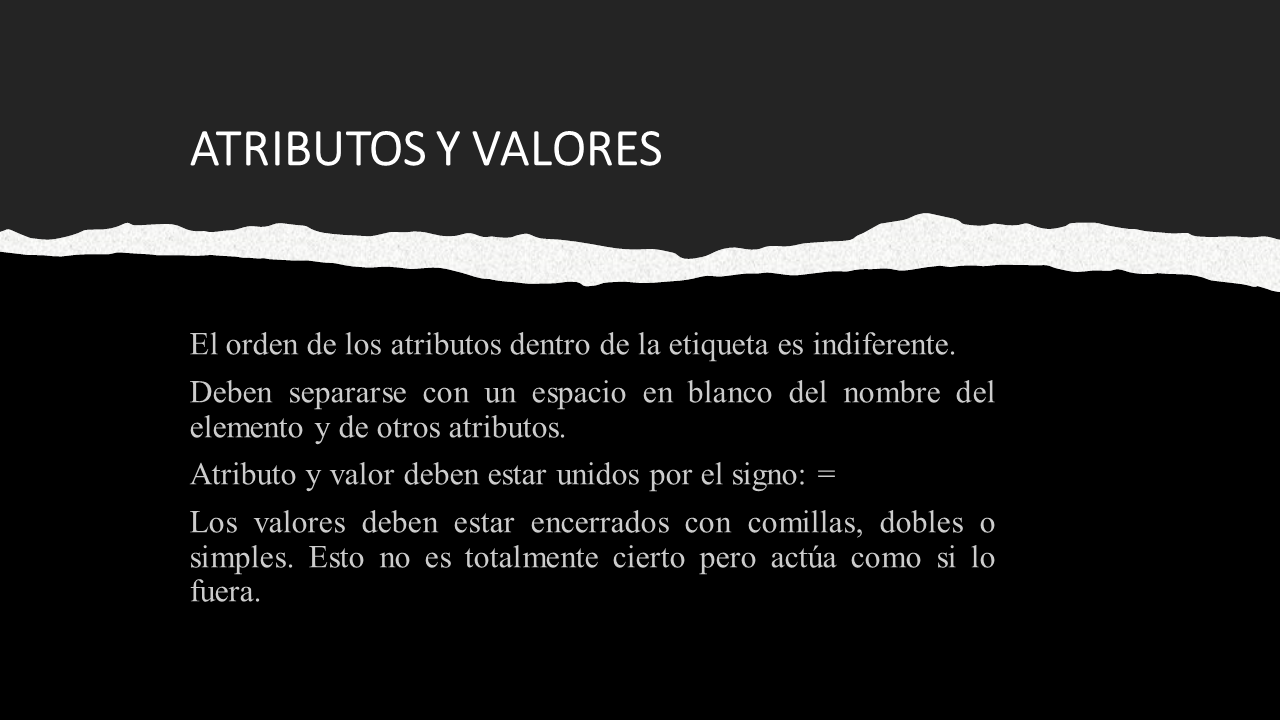 ATRIBUTOS Y VALORES
El orden de los atributos dentro de la etiqueta es indiferente.
Deben separarse con un espacio en blanco del nombre del
elemento y de otros atributos.
Atributo y valor deben estar unidos por el signo: =
Los valores deben estar encerrados con comillas, dobles o
simples. Esto no es totalmente cierto pero actúa como si lo
fuera.